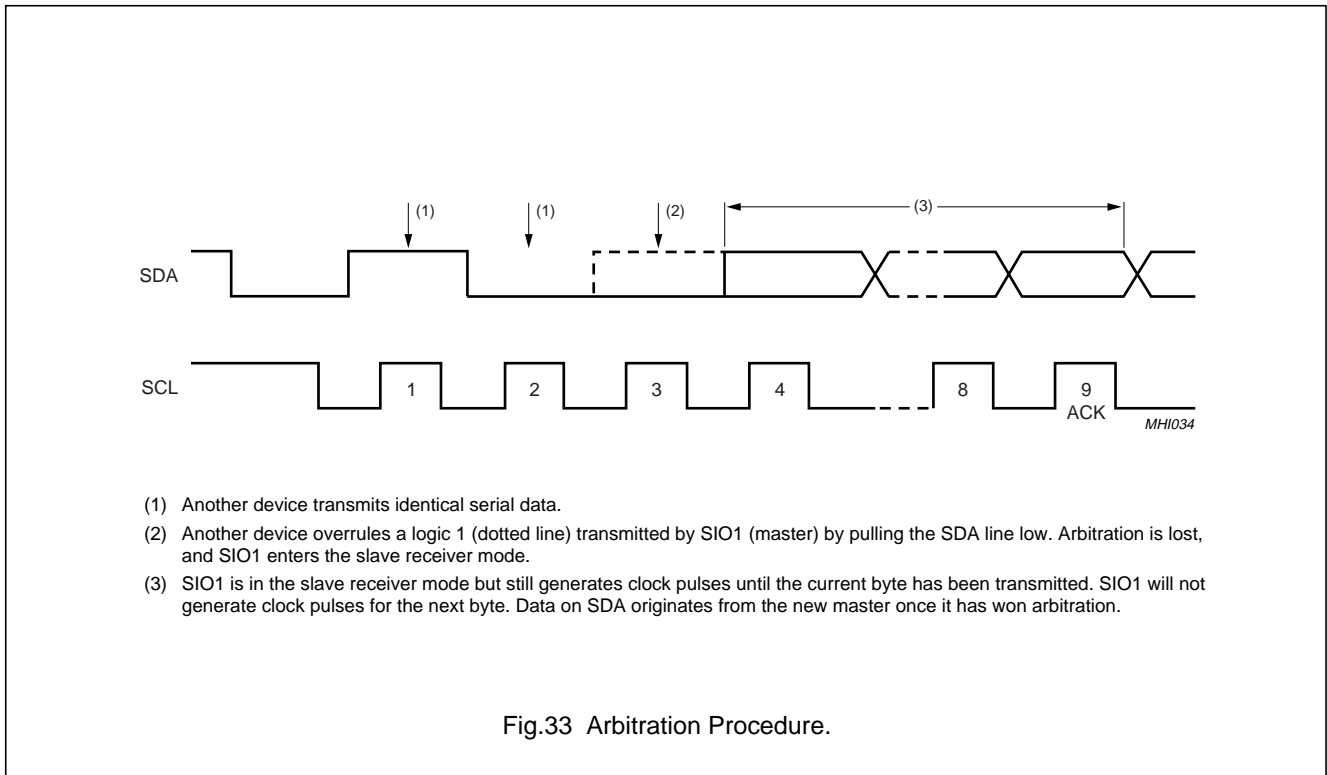 (1) (1) (2) (3)
SDA
SCL 1 2 3 4 8 9
ACK
MHI034
(1) Another device transmits identical serial data.
(2) Another device overrules a logic 1 (dotted line) transmitted by SIO1 (master) by pulling the SDA line low. Arbitration is lost,
and SIO1 enters the slave receiver mode.
(3) SIO1 is in the slave receiver mode but still generates clock pulses until the current byte has been transmitted. SIO1 will not
generate clock pulses for the next byte. Data on SDA originates from the new master once it has won arbitration.
Fig.33 Arbitration Procedure.